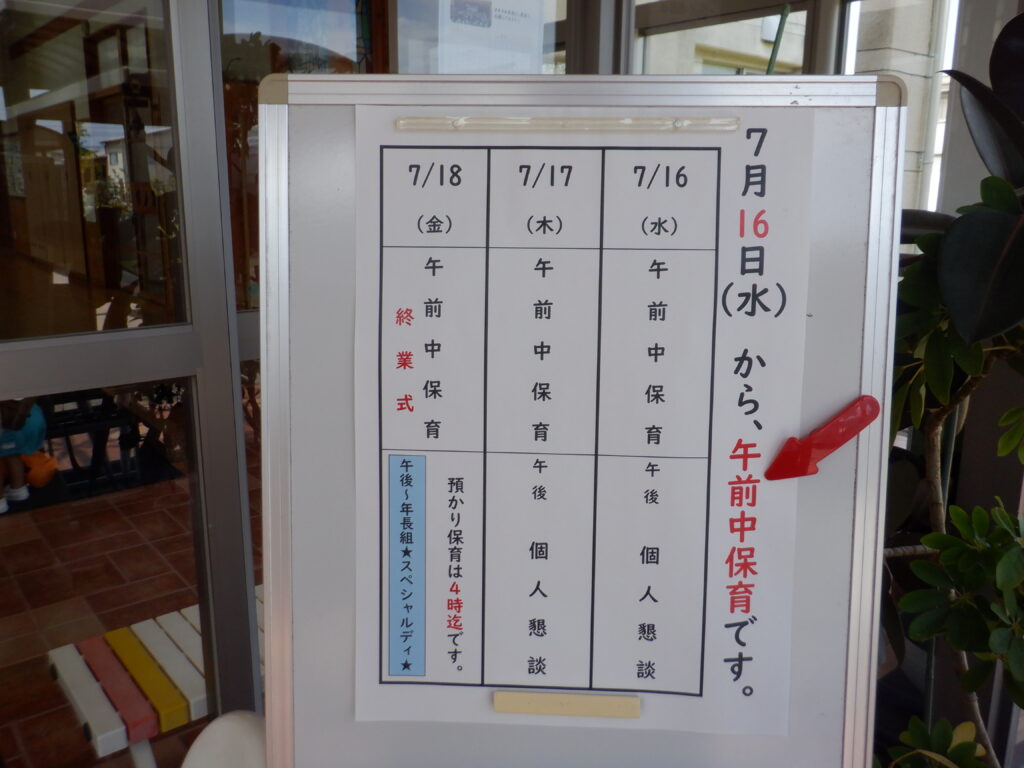 7月16日(水)から、午前中保育です。
7/16
(水)
午前中保育
午後 個人懇談
7/17
(木)
午前中保育
午後 個人懇談
7/18
(金)
午前中保育
終業式
預かり保育は4時迄です。
午後～年長組★スペシャルディ★